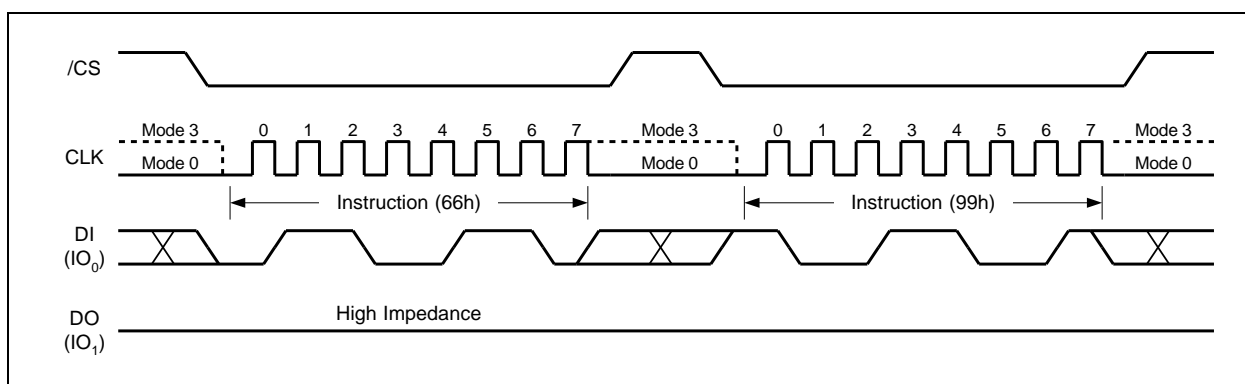 /CS
Mode 3 0 1 2 3 4 5 6 7 Mode 3 0 1 2 3 4 5 6 7 Mode 3
CLK Mode 0 Mode 0 Mode 0
Instruction (66h) Instruction (99h)
DI
(IO₀)
High Impedance
DO
(IO₁)